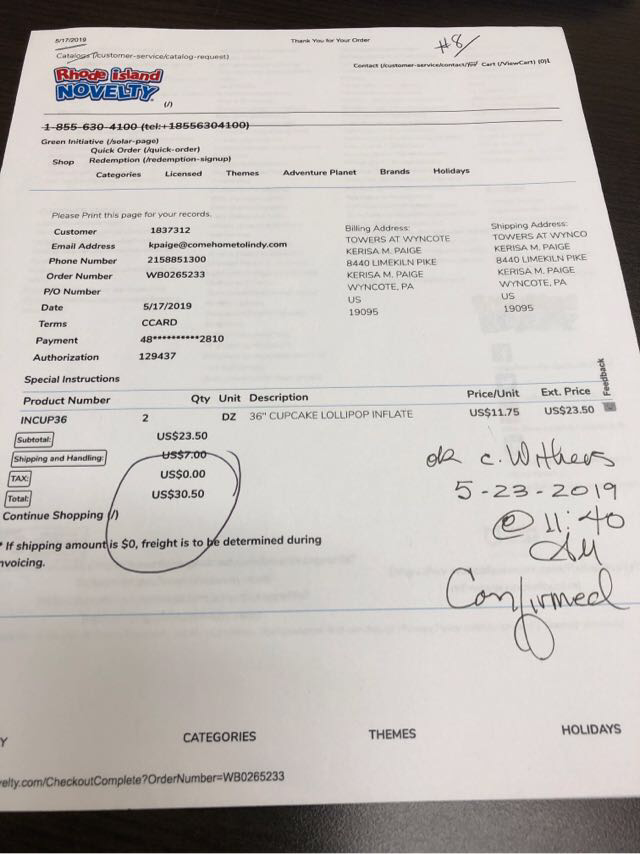 5/17/2019
Thank You for Your Order
#8/
Catalogs (/customer-service/catalog-request)
Contact (/customer-service/contact/ Cart (/ViewCart) (0)
Rhode Island
NOVELTY
(/)
1-855-630-4100 (tel:+18556304100)
Green Initiative (/solar-page)
Quick Order (/quick-order)
Shop Redemption (/redemption-signup)
Categories Licensed Themes Adventure Planet Brands Holidays
Please Print this page for your records.
Customer 1837312
Email Address kpaige@comehometolindy.com
Phone Number 2158851300
Order Number WB0265233
P/O Number
Date 5/17/2019
Terms CCARD
Payment 48**********2810
Authorization 129437
Billing Address:
TOWERS AT WYNCOTE
KERISA M. PAIGE
8440 LIMEKILN PIKE
KERISA M. PAIGE
WYNCOTE, PA
US
19095
Shipping Address:
TOWERS AT WYNCO
KERISA M. PAIGE
8440 LIMEKILN PIKE
KERISA M. PAIGE
WYNCOTE, PA
US
19095
Special Instructions
Feedback
Product Number Qty Unit Description Price/Unit Ext. Price
INCUP36 2 DZ 36" CUPCAKE LOLLIPOP INFLATE US$11.75 US$23.50
Subtotal: US$23.50
Shipping and Handling: US$7.00
TAX: US$0.00
Total: US$30.50
Continue Shopping (/)
* If shipping amount is $0, freight is to be determined during
nvoicing.
c. Withers
5-23-2019
@ 11:40
AM
Confirmed
Y CATEGORIES THEMES HOLIDAYS
velty.com/CheckoutComplete?OrderNumber=WB0265233